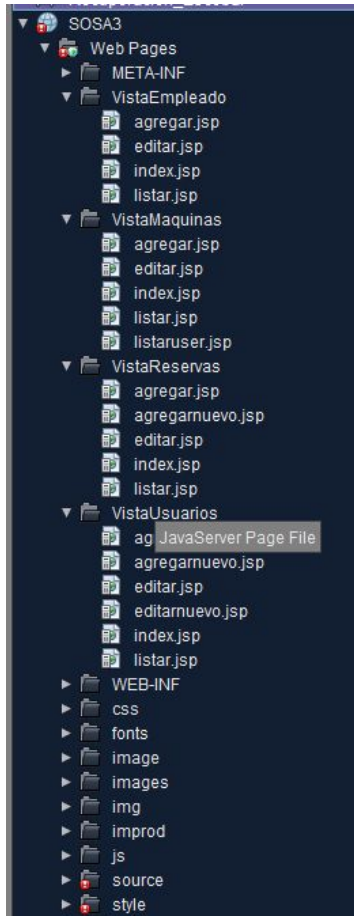 SOSA3
Web Pages
META-INF
VistaEmpleado
agregar.jsp
editar.jsp
index.jsp
listar.jsp
VistaMaquinas
agregar.jsp
editar.jsp
index.jsp
listar.jsp
listaruser.jsp
VistaReservas
agregar.jsp
agregarnuevo.jsp
editar.jsp
index.jsp
listar.jsp
VistaUsuarios
ag JavaServer Page File
agregarnuevo.jsp
editar.jsp
editarnuevo.jsp
index.jsp
listar.jsp
WEB-INF
css
fonts
image
images
img
improd
js
source
style